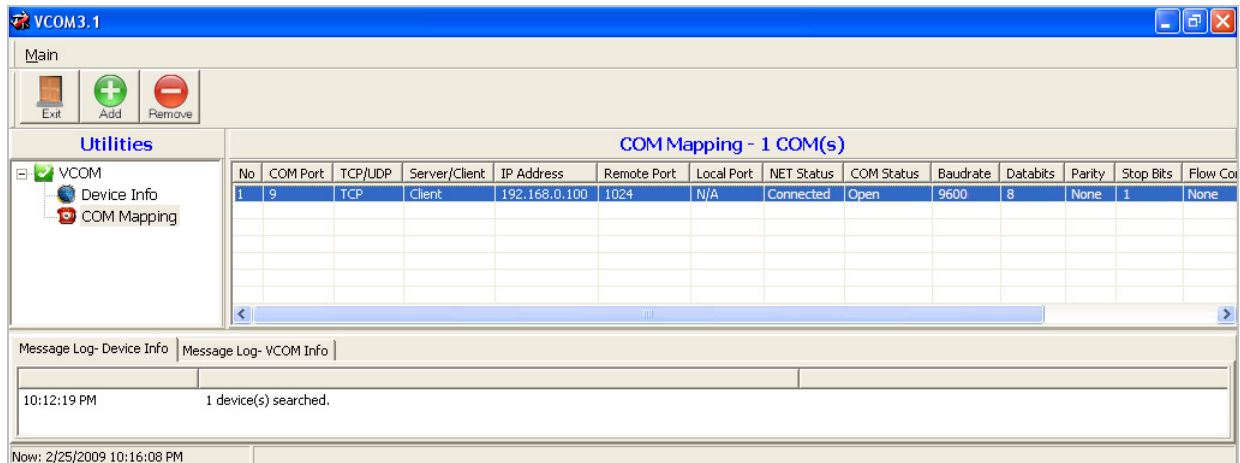 VCOM3.1
Main
Exit Add Remove
Utilities
COM Mapping - 1 COM(s)
VCOM
Device Info
COM Mapping
No COM Port TCP/UDP Server/Client IP Address Remote Port Local Port NET Status COM Status Baudrate Databits Parity Stop Bits Flow Co
1 9 TCP Client 192.168.0.100 1024 N/A Connected Open 9600 8 None 1 None
Message Log- Device Info Message Log- VCOM Info
10:12:19 PM 1 device(s) searched.
Now: 2/25/2009 10:16:08 PM